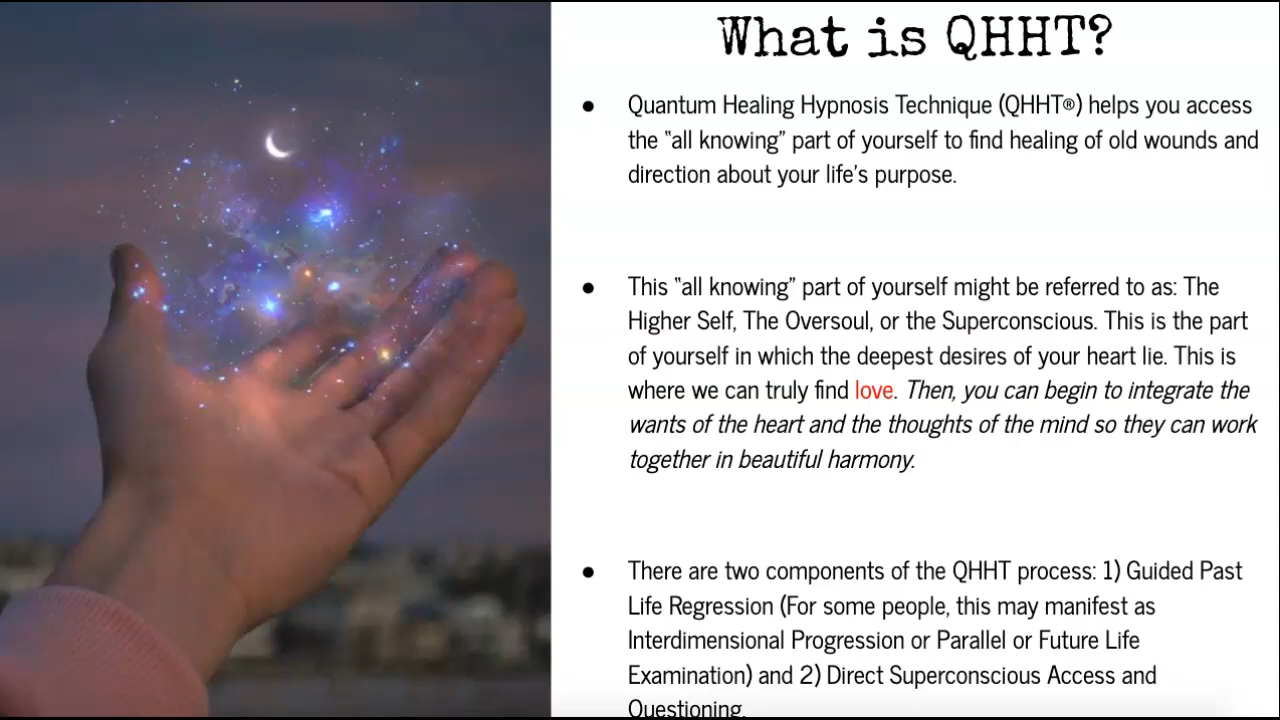 What is QHHT?
● Quantum Healing Hypnosis Technique (QHHT®) helps you access
the “all knowing” part of yourself to find healing of old wounds and
direction about your life’s purpose.
● This “all knowing” part of yourself might be referred to as: The
Higher Self, The Oversoul, or the Superconscious. This is the part
of yourself in which the deepest desires of your heart lie. This is
where we can truly find love. Then, you can begin to integrate the
wants of the heart and the thoughts of the mind so they can work
together in beautiful harmony.
● There are two components of the QHHT process: 1) Guided Past
Life Regression (For some people, this may manifest as
Interdimensional Progression or Parallel or Future Life
Examination) and 2) Direct Superconscious Access and
Questioning.